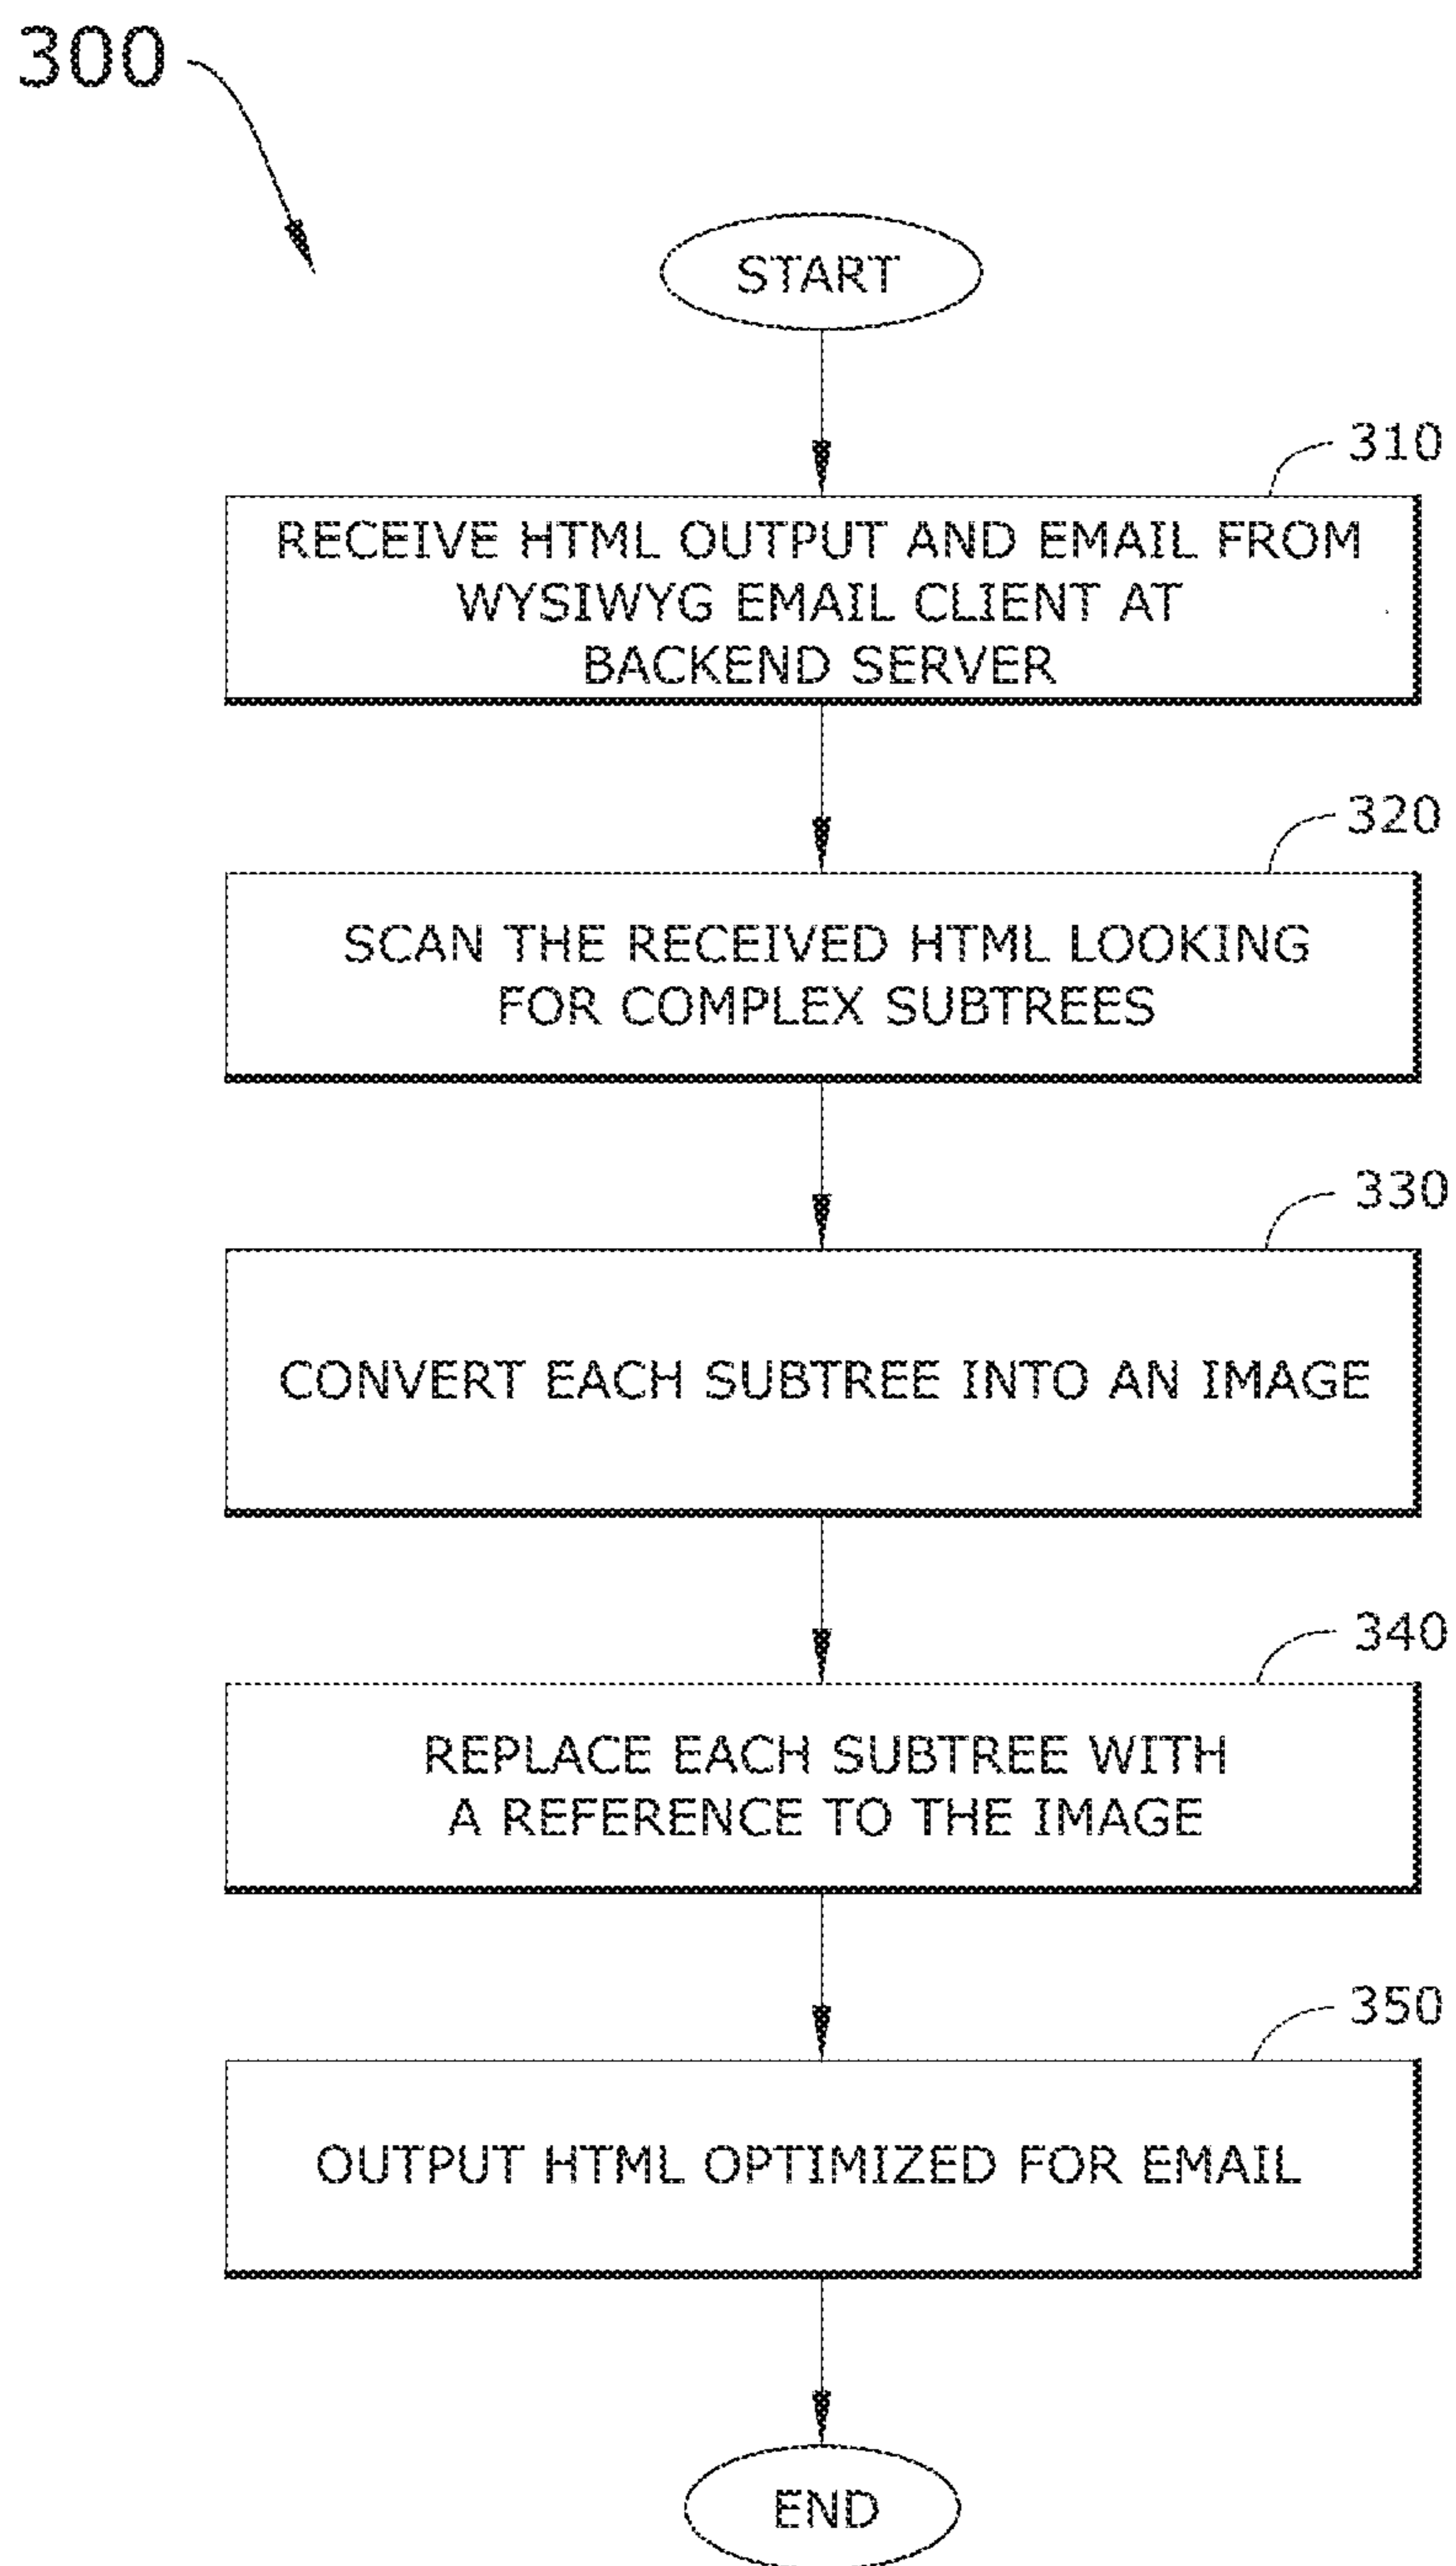 300
START
310
RECEIVE HTML OUTPUT AND EMAIL FROM
WYSIWYG EMAIL CLIENT AT
BACKEND SERVER
320
SCAN THE RECEIVED HTML LOOKING
FOR COMPLEX SUBTREES
330
CONVERT EACH SUBTREE INTO AN IMAGE
340
REPLACE EACH SUBTREE WITH
A REFERENCE TO THE IMAGE
350
OUTPUT HTML OPTIMIZED FOR EMAIL
END